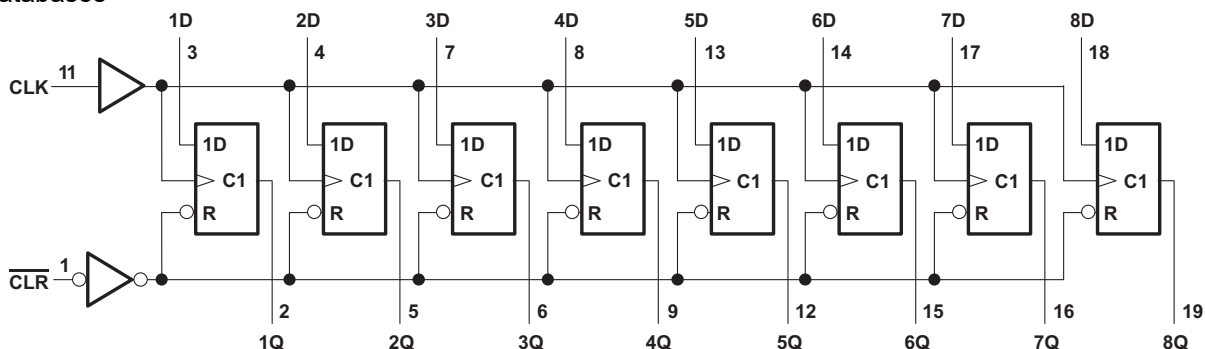 1D 2D 3D 4D 5D 6D 7D 8D
3 4 7 8 13 14 17 18
CLK 11
1D 1D 1D 1D 1D 1D 1D 1D
C1 C1 C1 C1 C1 C1 C1 C1
R R R R R R R R
CLR 1
2 5 6 9 12 15 16 19
1Q 2Q 3Q 4Q 5Q 6Q 7Q 8Q